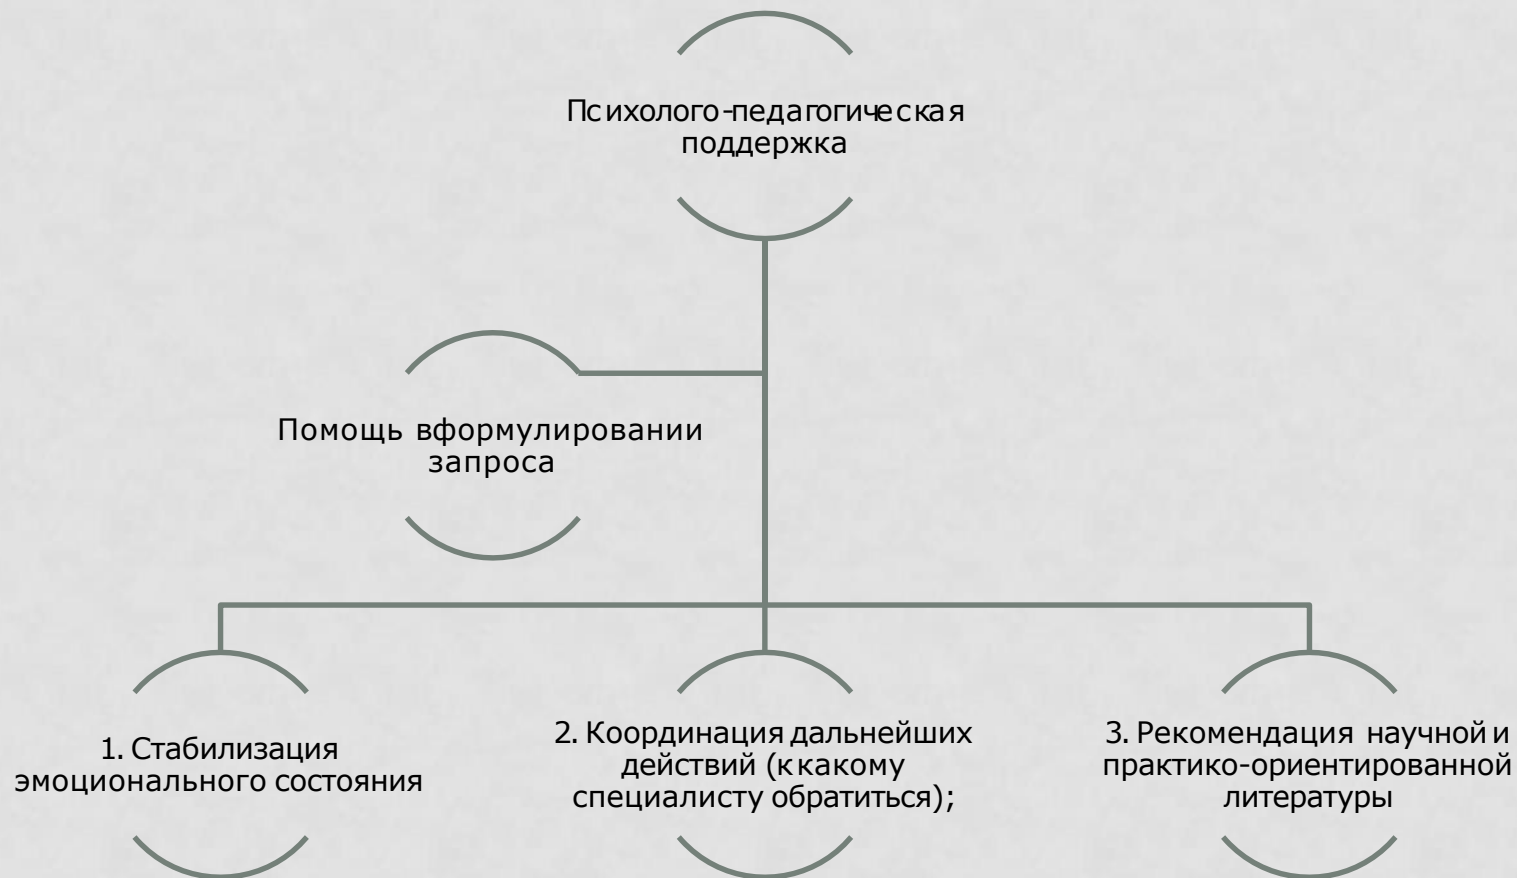 Психолого-педагогическая
поддержка
Помощь вформулировании
запроса
1. Стабилизация
эмоционального состояния
2. Координация дальнейших
действий (к какому
специалисту обратиться);
3. Рекомендация научной и
практико-ориентированной
литературы